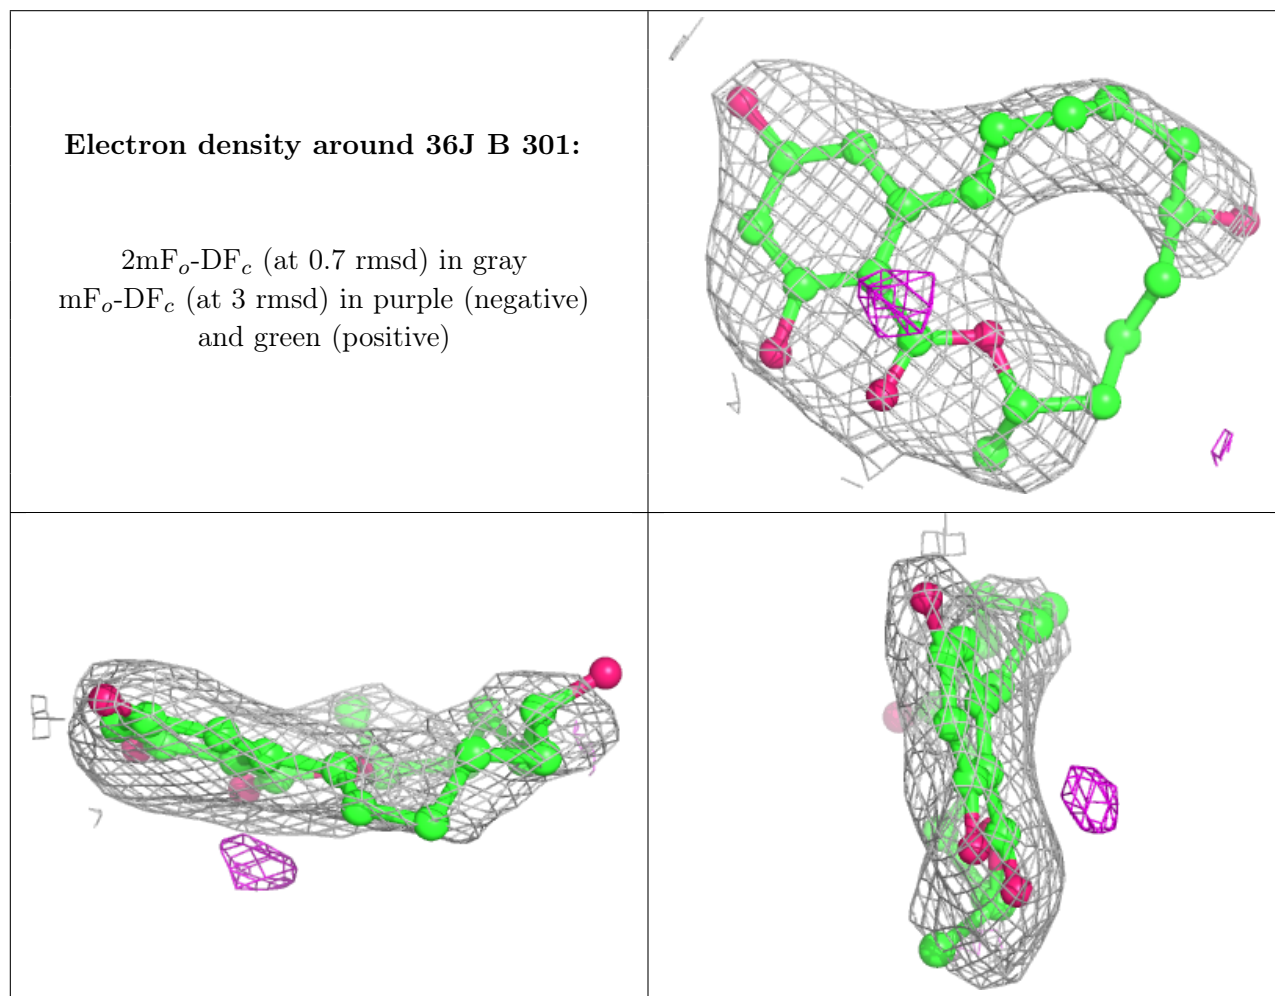 Electron density around 36J B 301:
2mFo-DFc (at 0.7 rmsd) in gray
mFo-DFc (at 3 rmsd) in purple (negative)
and green (positive)